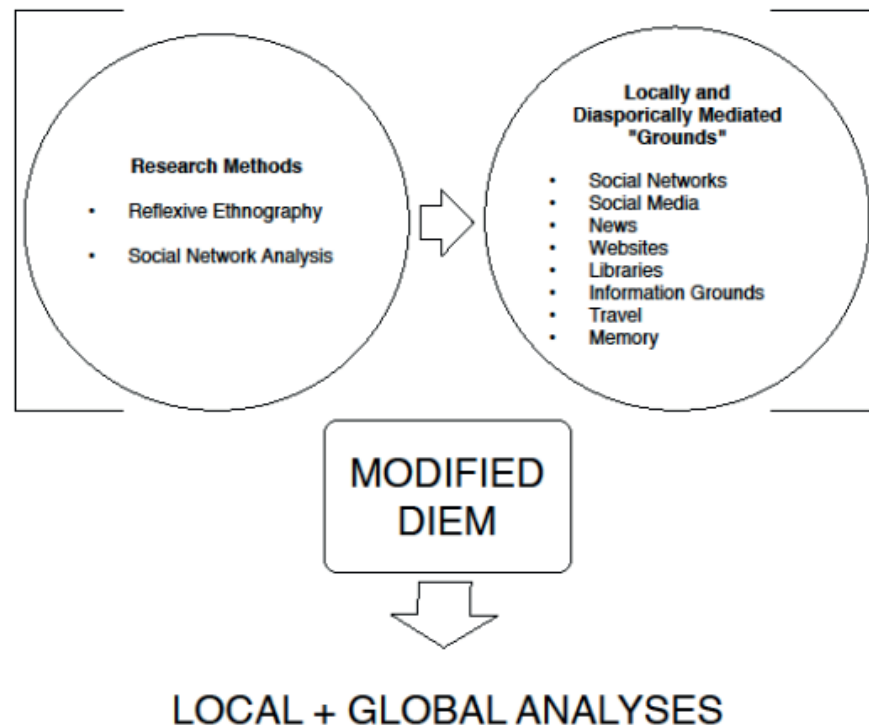 Research Methods
• Reflexive Ethnography
• Social Network Analysis
Locally and
Diasporically Mediated
"Grounds"
• Social Networks
• Social Media
• News
• Websites
• Libraries
• Information Grounds
• Travel
• Memory
MODIFIED
DIEM
LOCAL + GLOBAL ANALYSES